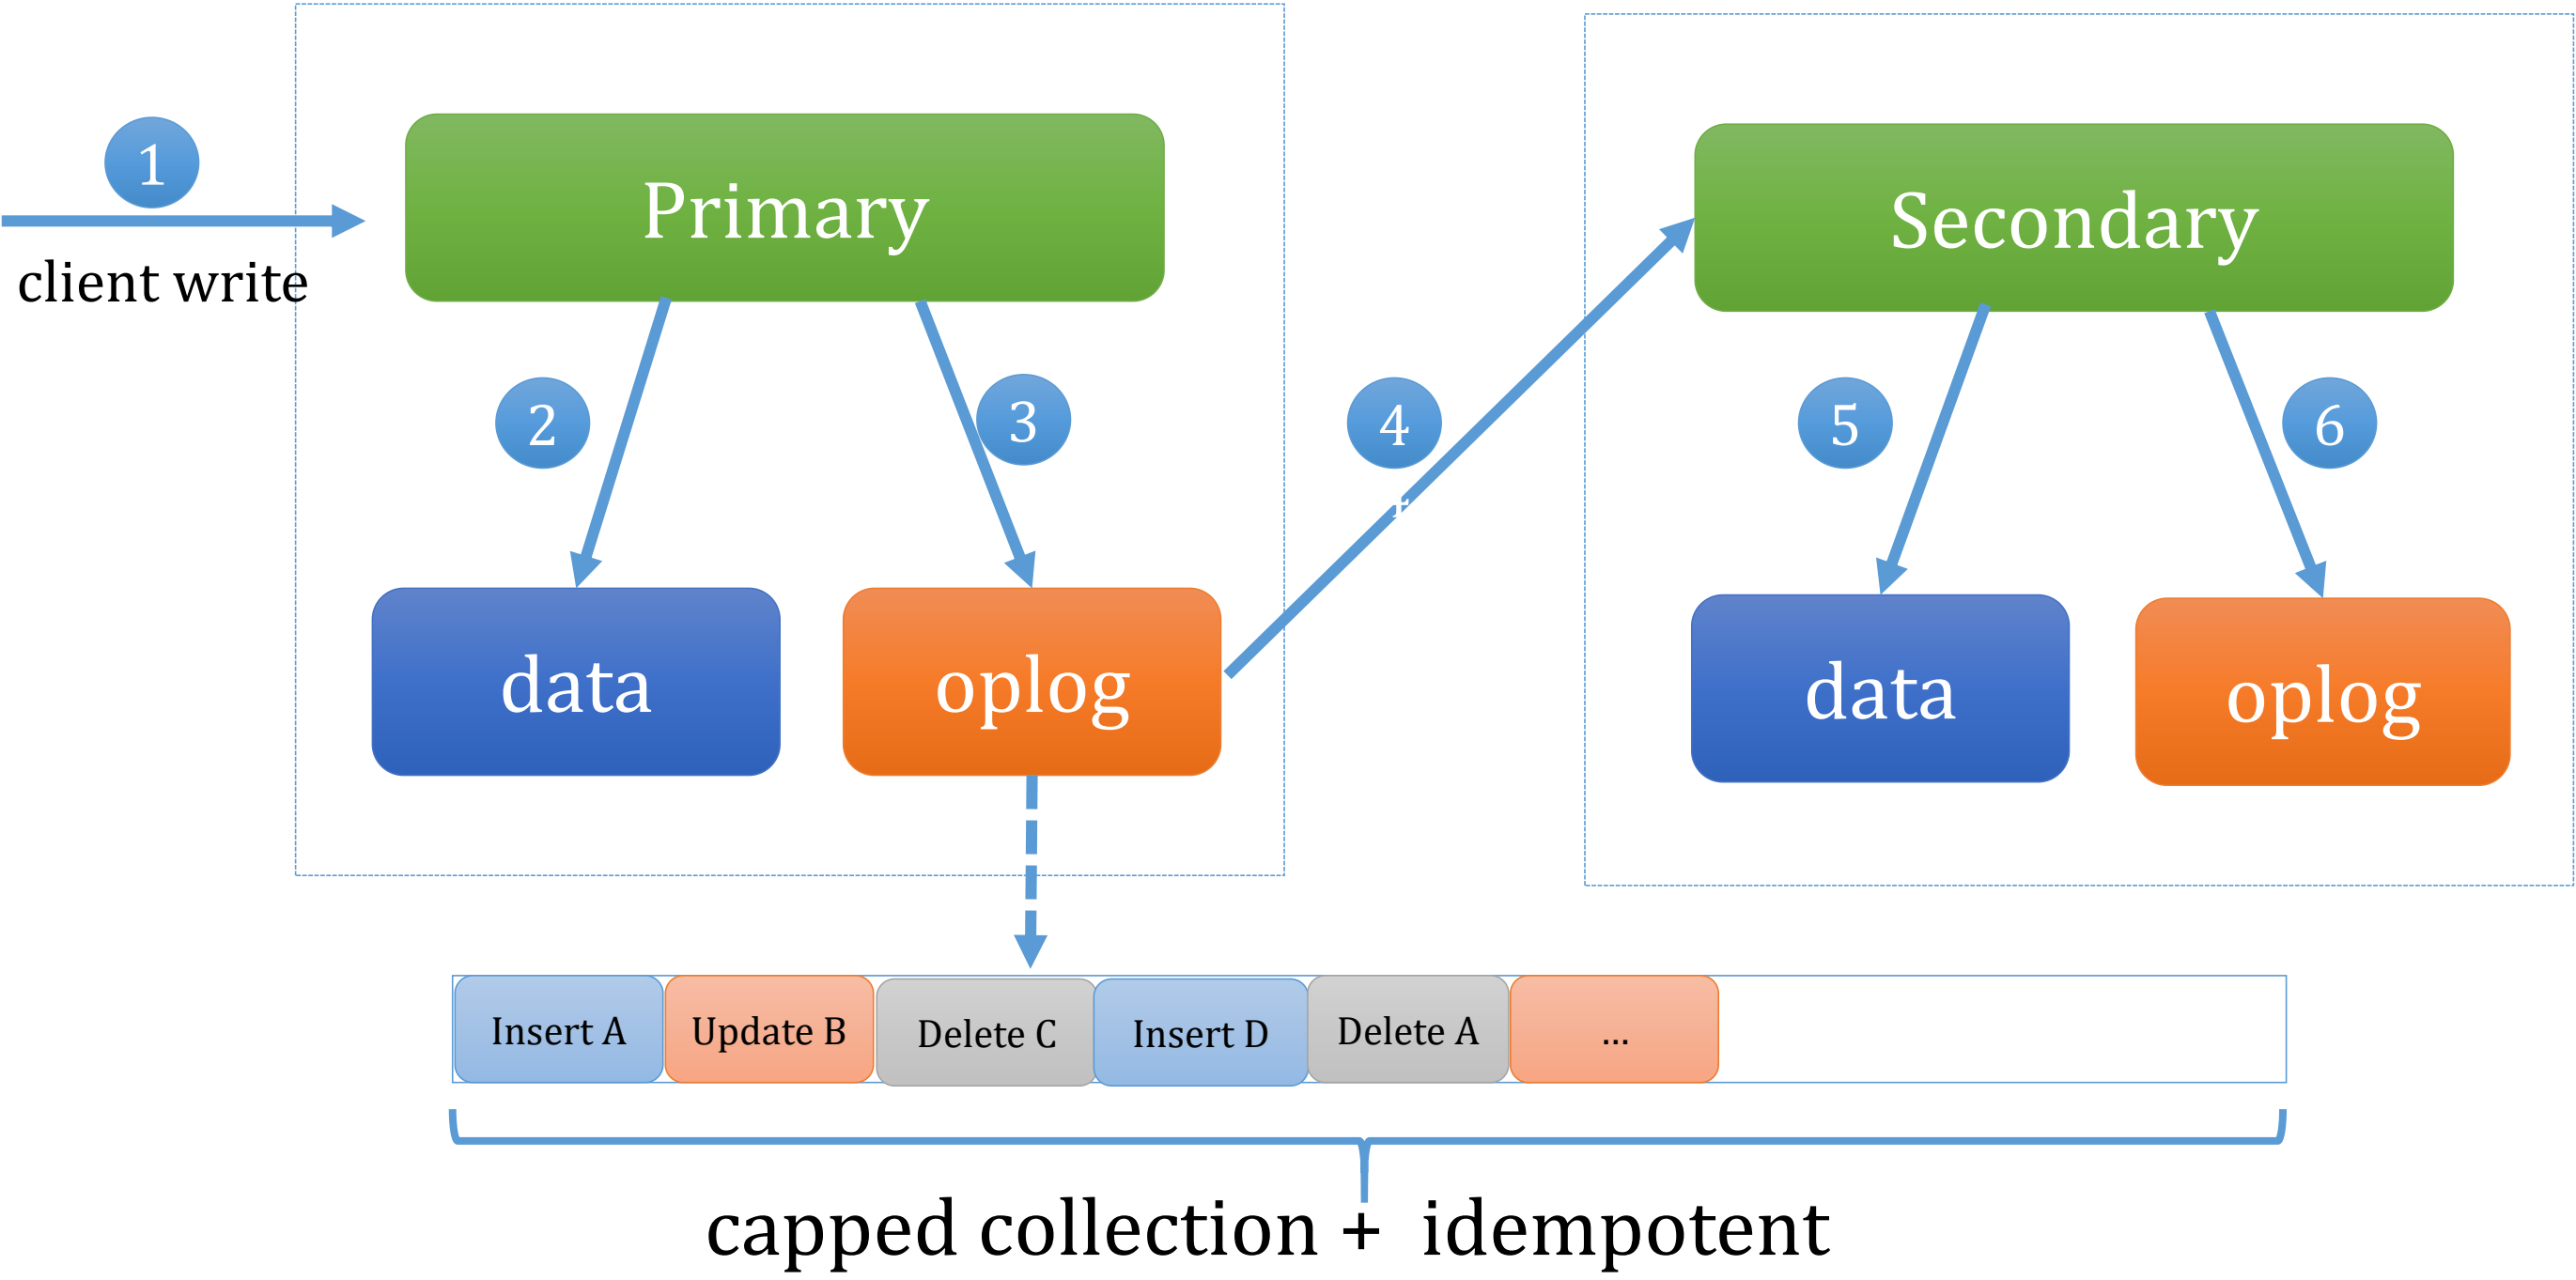 1
client write
Primary
Secondary
2
3
4
5
6
data
oplog
data
oplog
Insert A
Update B
Delete C
Insert D
Delete A
...
capped collection + idempotent